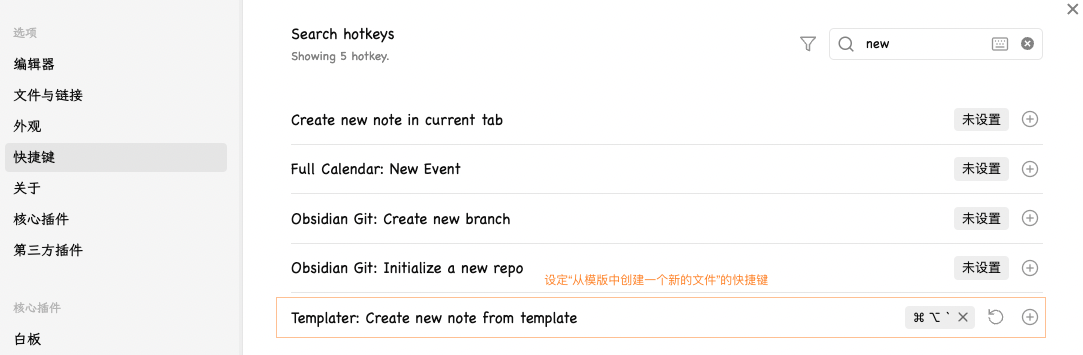 选项
编辑器
文件与链接
外观
快捷键
关于
核心插件
第三方插件
核心插件
白板
Search hotkeys
Showing 5 hotkey.
new
Create new note in current tab 未设置
Full Calendar: New Event 未设置
Obsidian Git: Create new branch 未设置
Obsidian Git: Initialize a new repo 未设置
设定“从模版中创建一个新的文件”的快捷键
Templater: Create new note from template ⌘ ⌥ `